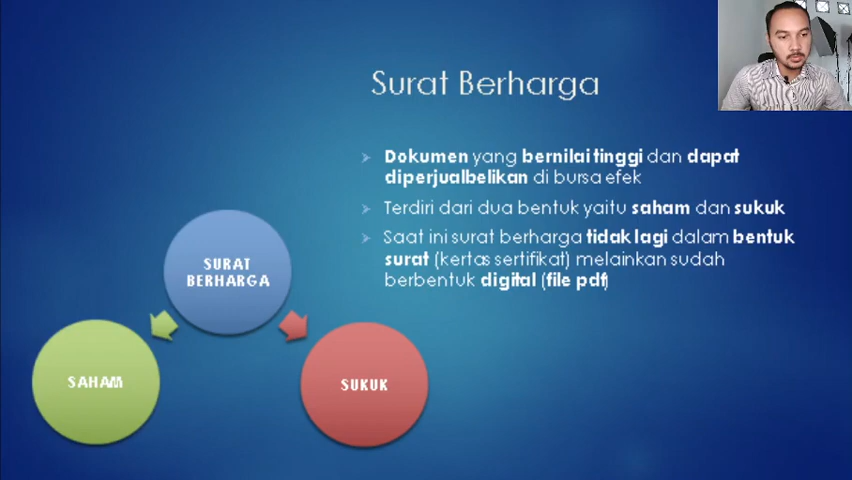 Surat Berharga
Dokumen yang bernilai tinggi dan dapat
diperjualbelikan di bursa efek
Terdiri dari dua bentuk yaitu saham dan sukuk
Saat ini surat berharga tidak lagi dalam bentuk
surat (kertas sertifikat) melainkan sudah
berbentuk digital (file pdf)
SURAT
BERHARGA
SAHAM
SUKUK